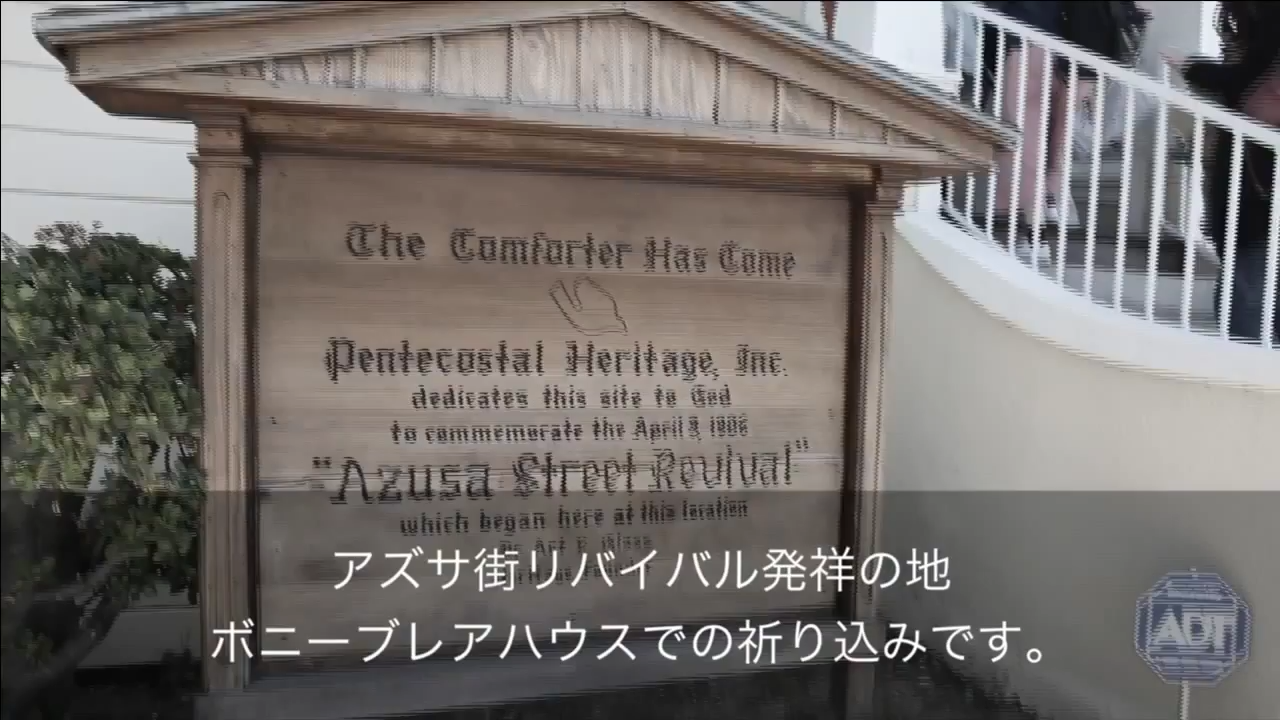 The Comforter Has Come
Pentecostal Heritage, Inc.
dedicates this site to God
to commemorate the April 9, 1906
"Azusa Street Revival"
which began here at this location
アズサ街リバイバル発祥の地
ボニーブレアハウスでの祈り込みです。
ADT